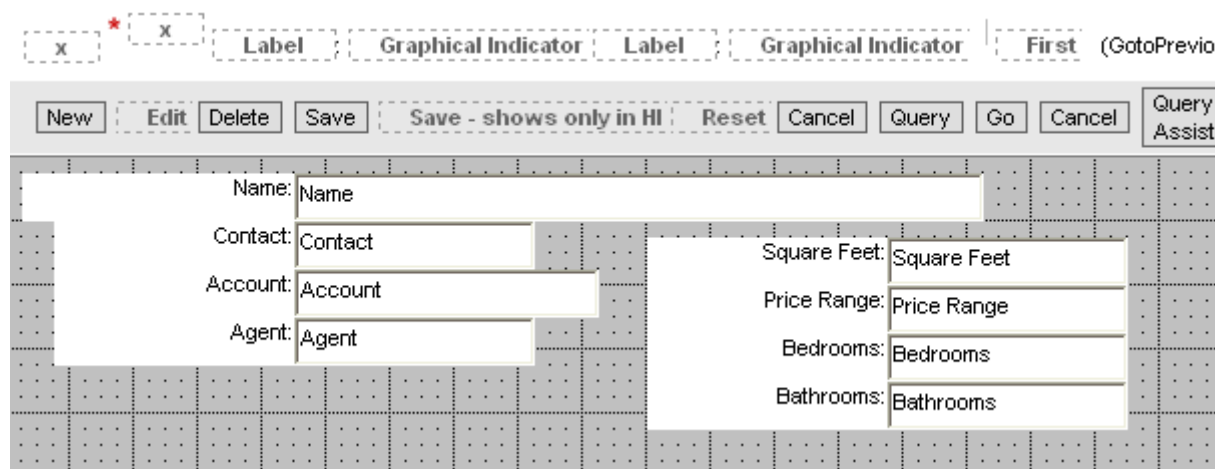 x * x Label : Graphical Indicator Label : Graphical Indicator First (GotoPrevio
New Edit Delete Save Save - shows only in HI Reset Cancel Query Go Cancel Query Assist
Name: Name
Contact: Contact
Account: Account
Agent: Agent
Square Feet: Square Feet
Price Range: Price Range
Bedrooms: Bedrooms
Bathrooms: Bathrooms